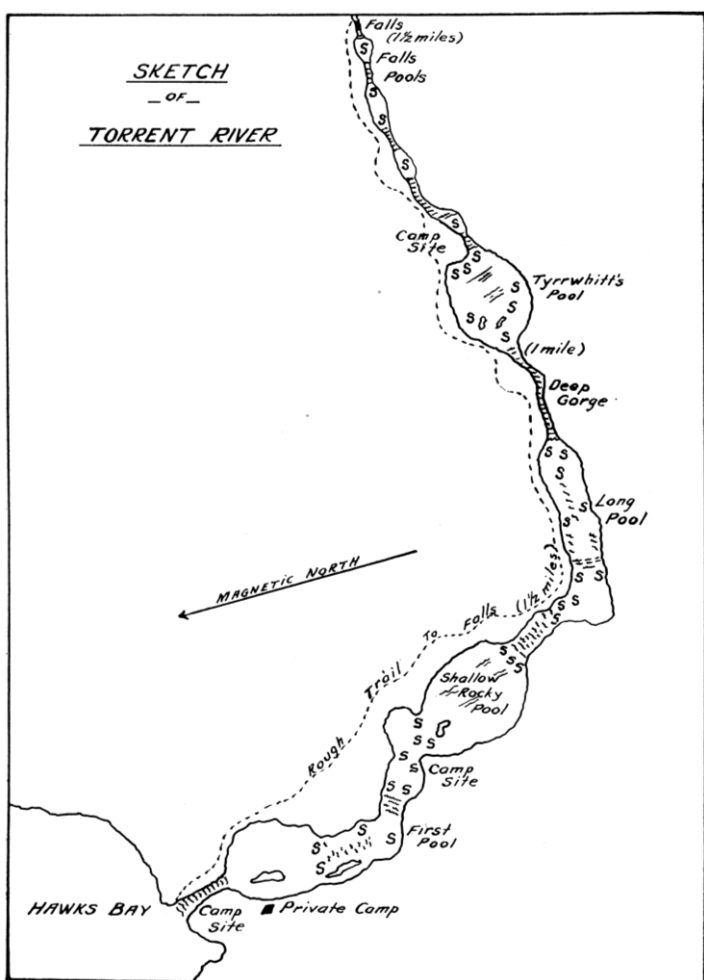 SKETCH
OF
TORRENT RIVER
Falls
(1½ miles)
S
Falls
Pools
S
S
S
S
Camp
Site
S
S
S
S
Tyrrwhitt's
Pool
S
S
S
(1 mile)
Deep
Gorge
S S
S
S
S
Long
Pool
S S
S
S
S
MAGNETIC NORTH
Rough Trail To Falls (1½ miles)
S
S
S
Shallow
Rocky
Pool
S
S S
S
S
Camp
Site
S S
S
S
S
S
First
Pool
HAWKS BAY
Camp
Site
Private Camp